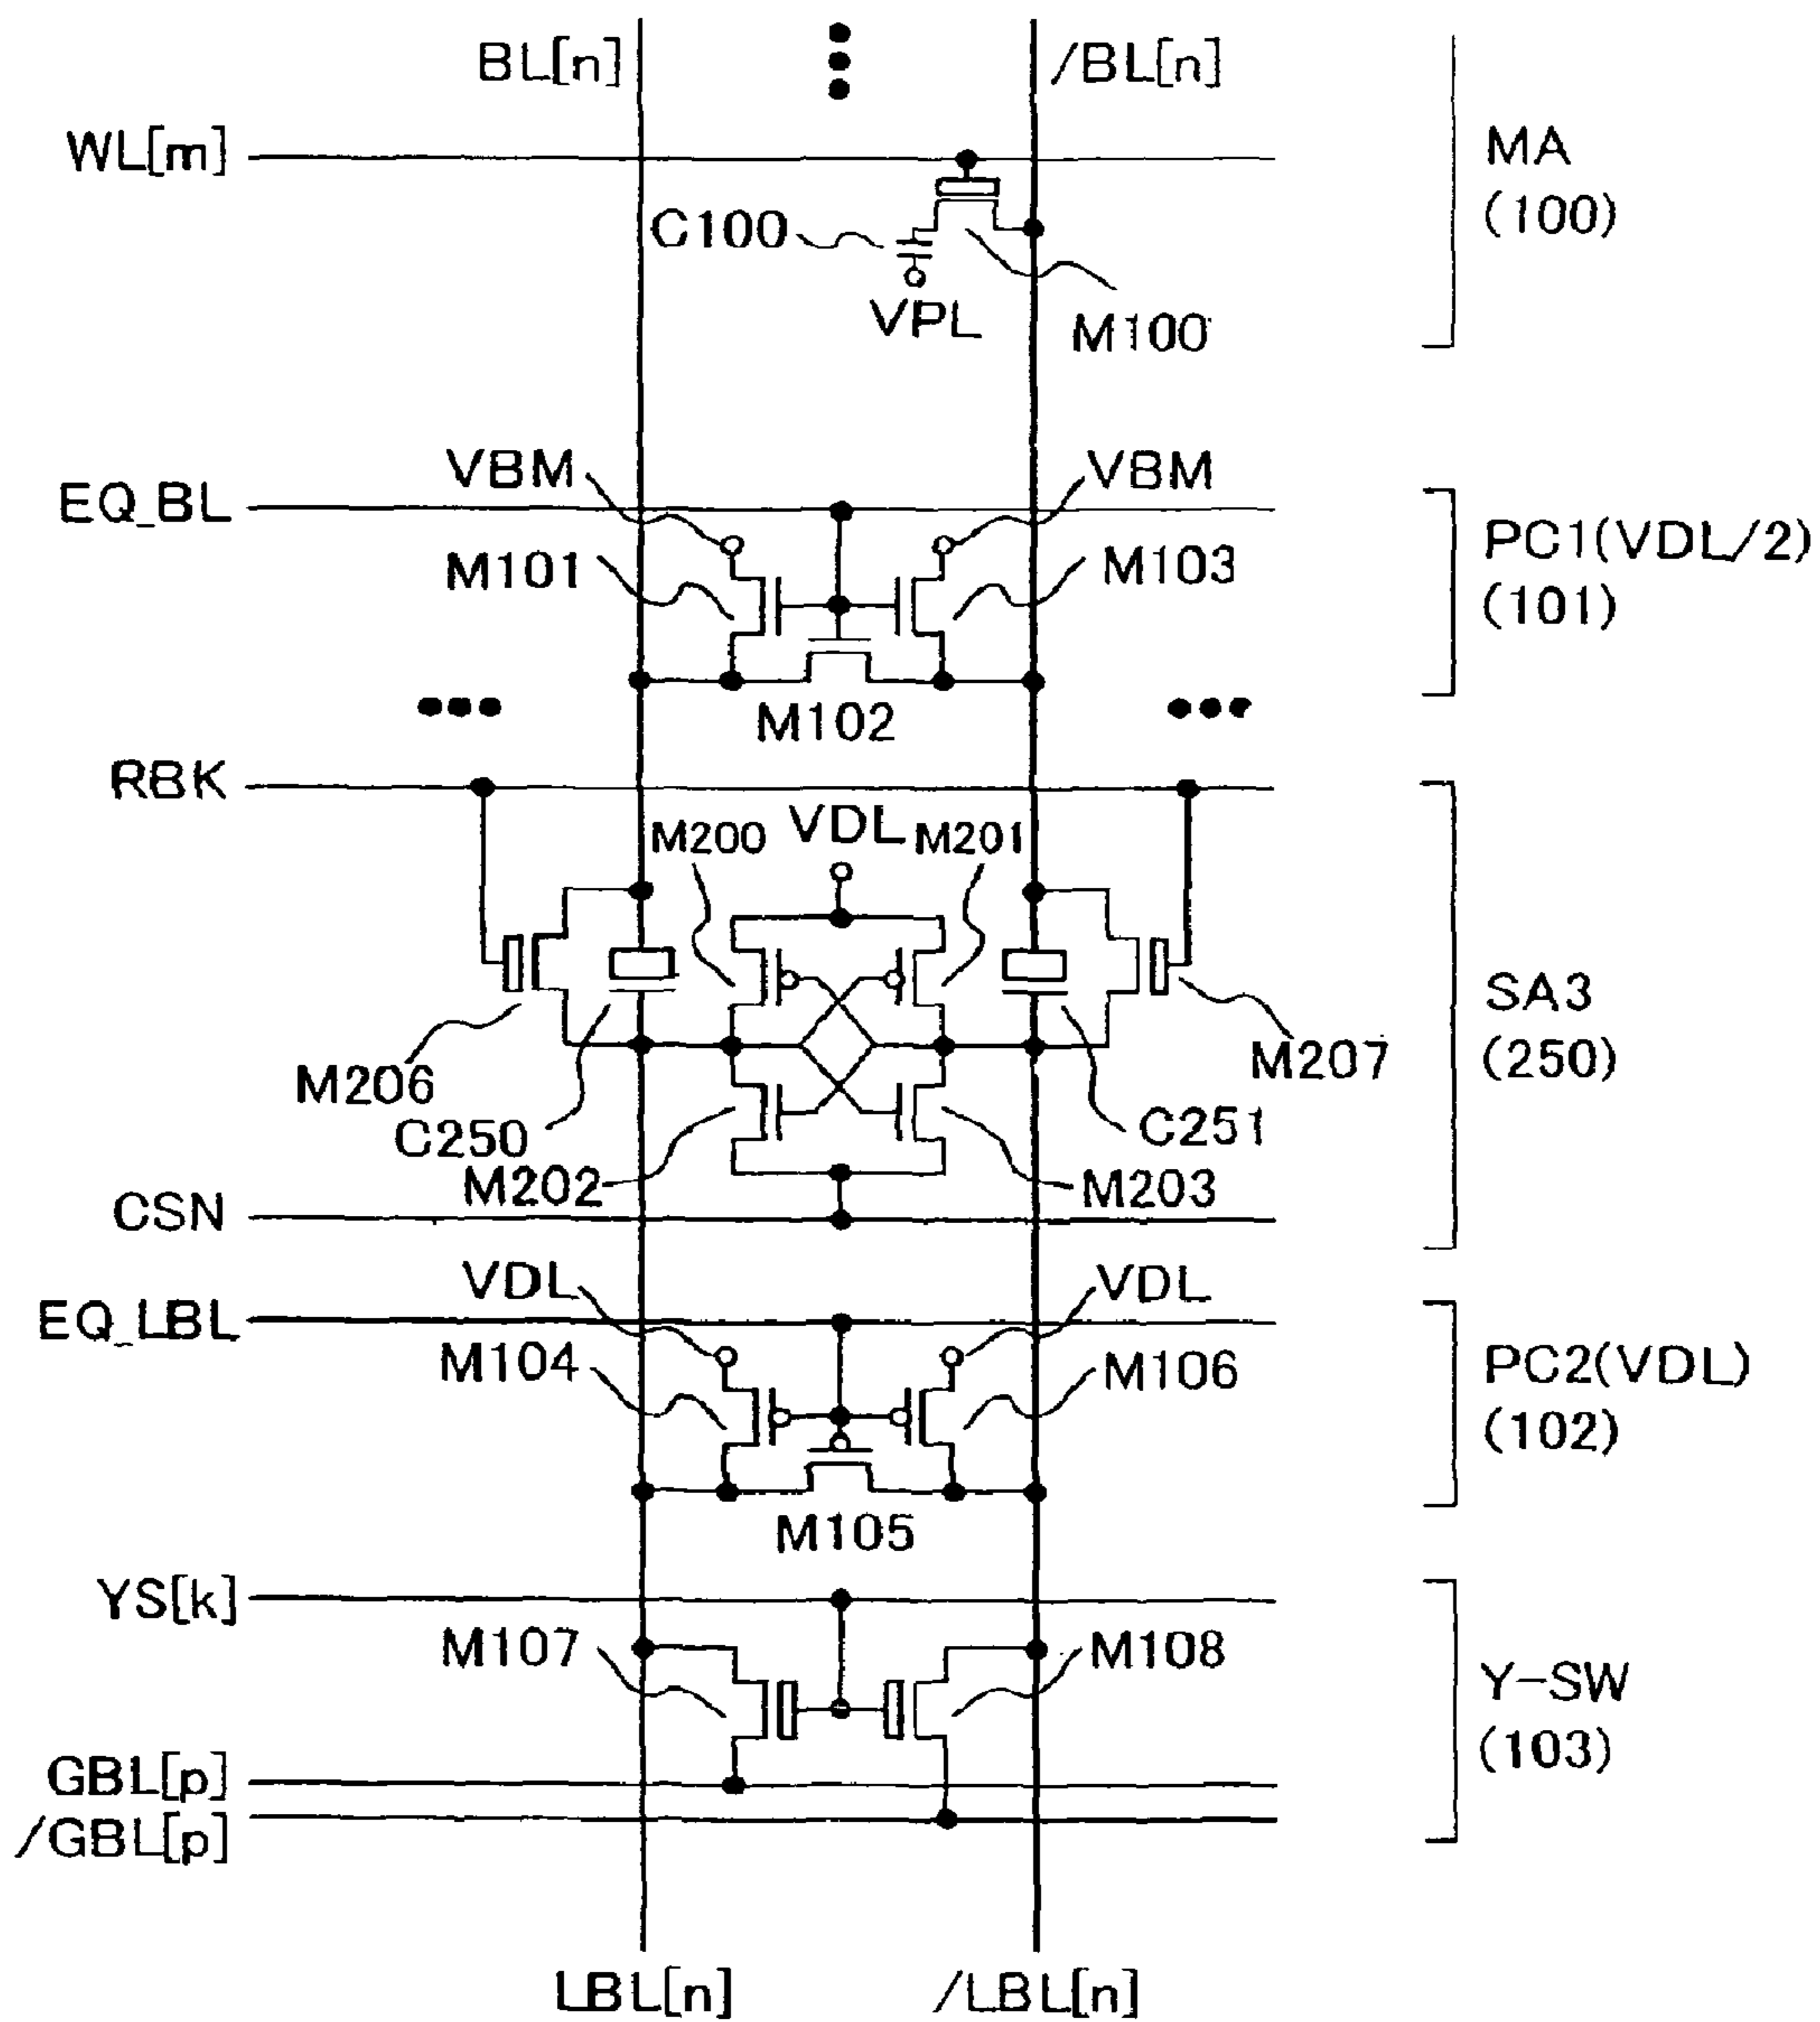 BL[n]
/BL[n]
WL[m]
MA
(100)
C100
VPL
M100
VBM
VBM
EQ_BL
PC1(VDL/2)
(101)
M101
M103
M102
RBK
M200
VDL
M201
SA3
(250)
M206
M207
C250
C251
M202
M203
CSN
VDL
VDL
EQ_LBL
PC2(VDL)
(102)
M104
M106
M105
YS[k]
M107
M108
Y-SW
(103)
GBL[p]
/GBL[p]
LBL[n]
/LBL[n]